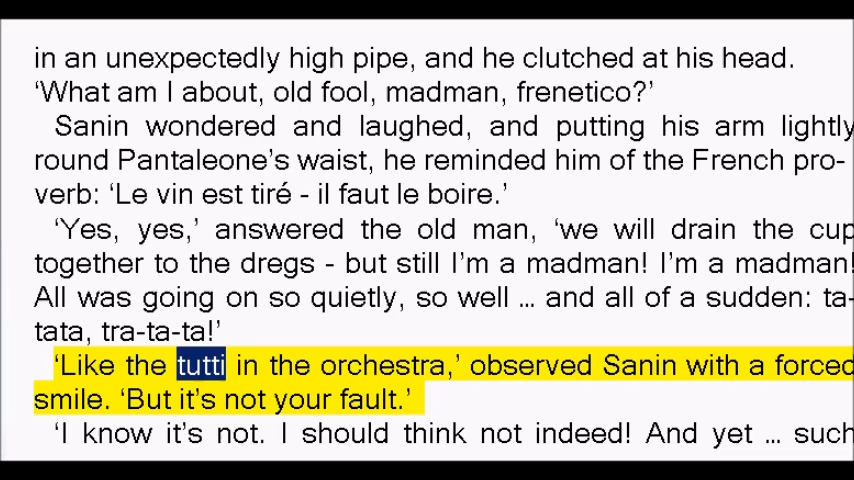 in an unexpectedly high pipe, and he clutched at his head.
‘What am I about, old fool, madman, frenetico?’
Sanin wondered and laughed, and putting his arm lightly
round Pantaleone’s waist, he reminded him of the French pro-
verb: ‘Le vin est tiré - il faut le boire.’
‘Yes, yes,’ answered the old man, ‘we will drain the cup
together to the dregs - but still I’m a madman! I’m a madman!
All was going on so quietly, so well ... and all of a sudden: ta-
tata, tra-ta-ta!’
‘Like the tutti in the orchestra,’ observed Sanin with a forced
smile. ‘But it’s not your fault.’
‘I know it’s not. I should think not indeed! And yet ... such